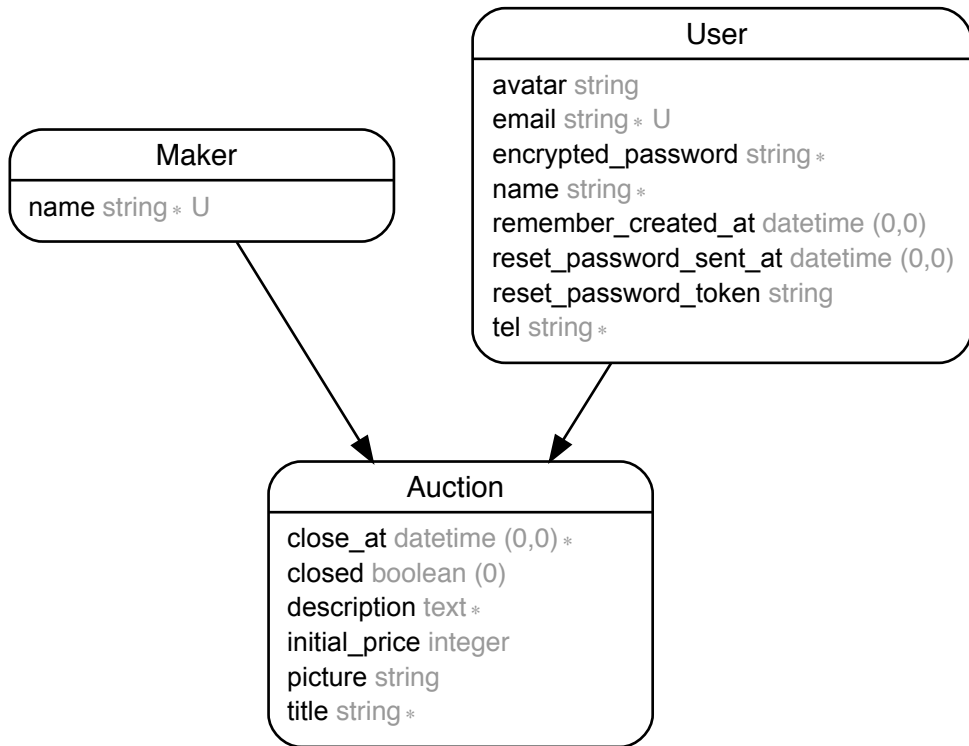 User
avatar string
email string * U
encrypted_password string *
name string *
remember_created_at datetime (0,0)
reset_password_sent_at datetime (0,0)
reset_password_token string
tel string *
Maker
name string * U
Auction
close_at datetime (0,0) *
closed boolean (0)
description text *
initial_price integer
picture string
title string *